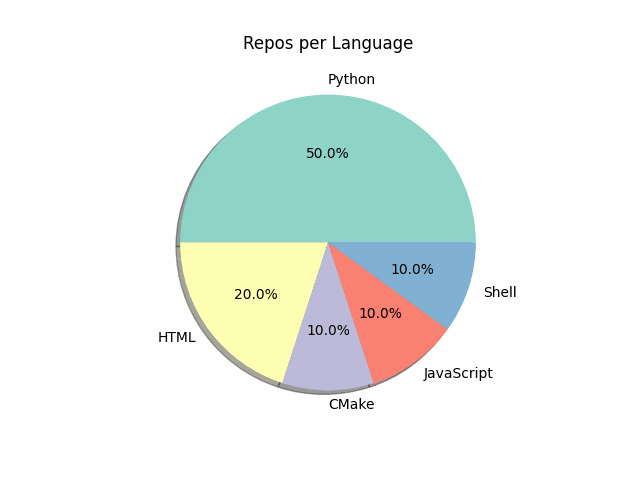 Repos per Language
Python
50.0%
10.0%
20.0%
Shell
10.0%
10.0%
HTML
JavaScript
CMake